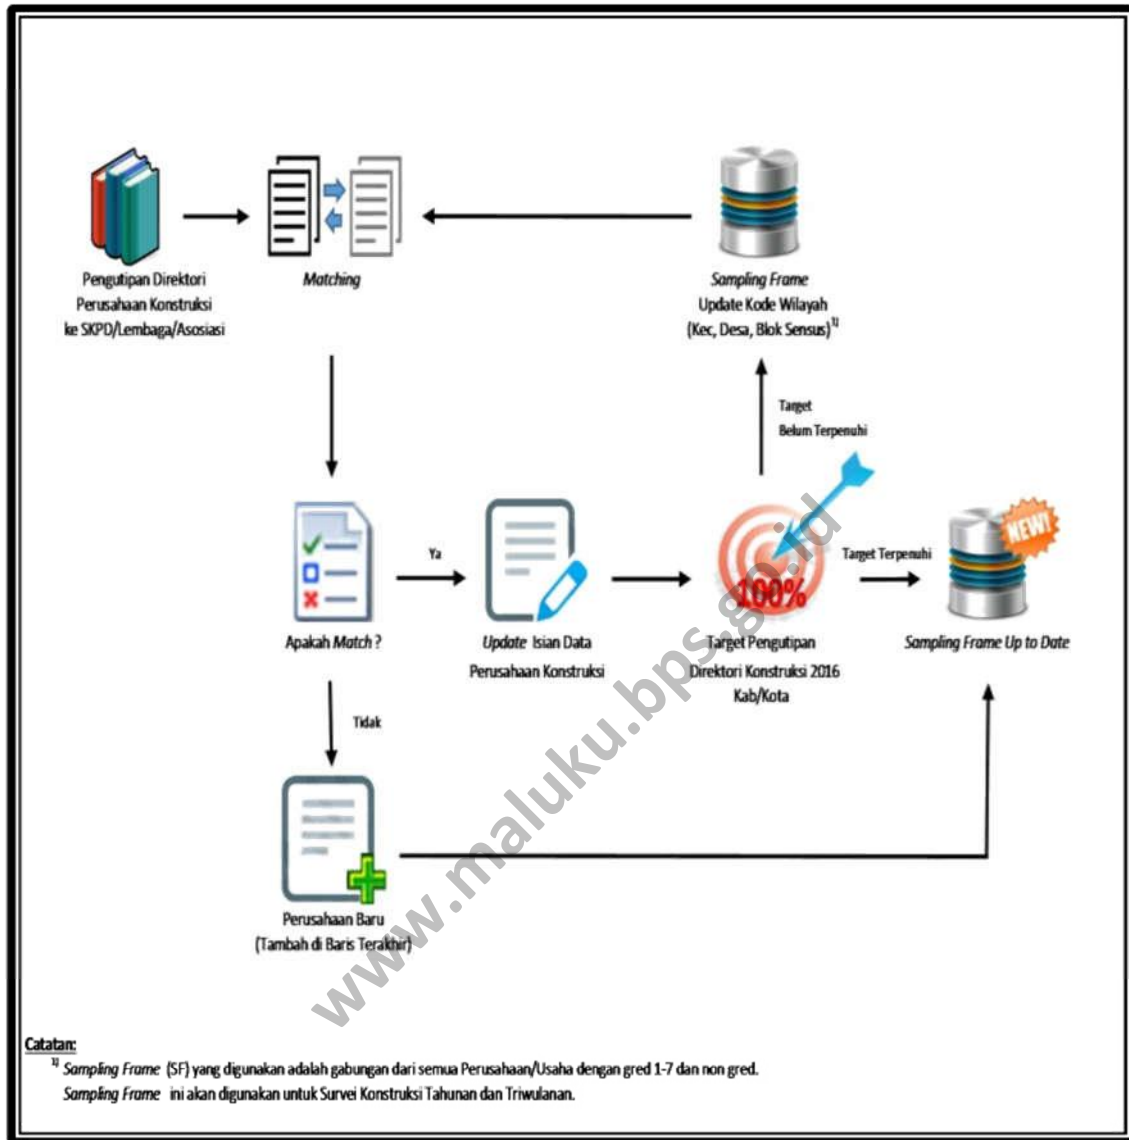 Pengutipan Direktori
Perusahaan Konstruksi
ke SKPD/Lembaga/Asosiasi
Matching
Sampling Frame
Update Kode Wilayah
(Kec, Desa, Blok Sensus)1)
Target
Belum Terpenuhi
Apakah Match ?
Ya
Update Isian Data
Perusahaan Konstruksi
100%
Target Pengutipan
Direktori Konstruksi 2016
Kab/Kota
Target Terpenuhi
NEW!
Sampling Frame Up to Date
Tidak
Perusahaan Baru
(Tambah di Baris Terakhir)
www.maluku.bps.go.id
Catatan:
1) Sampling Frame (SF) yang digunakan adalah gabungan dari semua Perusahaan/Usaha dengan gred 1-7 dan non gred.
Sampling Frame ini akan digunakan untuk Survei Konstruksi Tahunan dan Triwulanan.